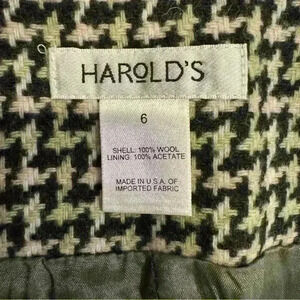 HAROLD'S
6
SHELL: 100% WOOL
LINING: 100% ACETATE
MADE IN U.S.A. OF
IMPORTED FABRIC